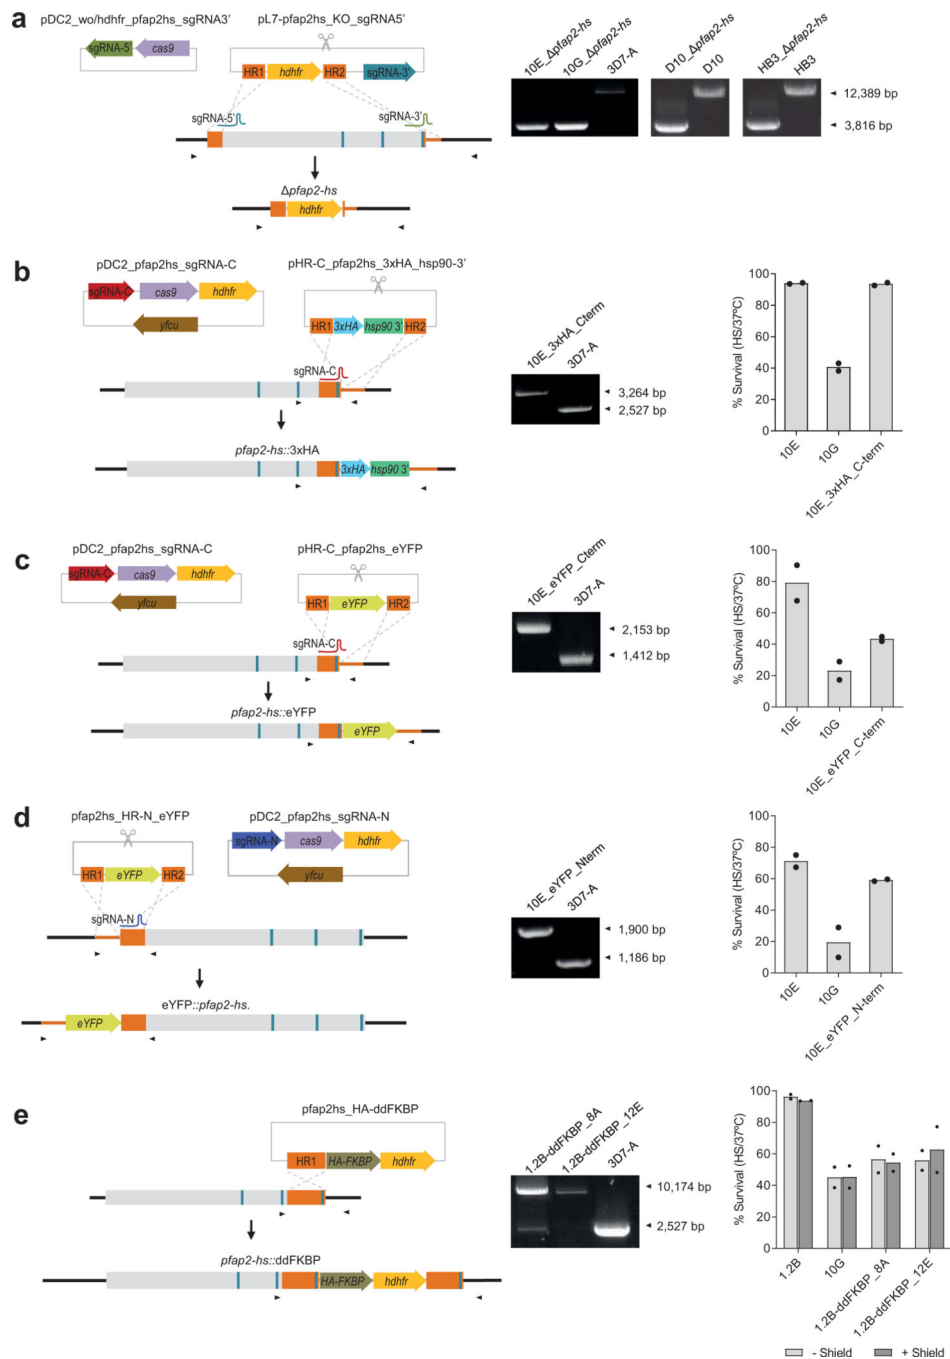 a
pDC2_wo/hdhfr_pfap2hs_sgRNA3'
pL7-pfap2hs_KO_sgRNA5'
sgRNA-5'
cas9
HR1
hdhfr
HR2
sgRNA-3'
sgRNA-5'
sgRNA-3'
Δpfap2-hs
hdhfr
10E_Δpfap2-hs
10G_Δpfap2-hs
3D7-A
D10_Δpfap2-hs
D10
HB3_Δpfap2-hs
HB3
12,389 bp
3,816 bp
b
pDC2_pfap2hs_sgRNA-C
pHR-C_pfap2hs_3xHA_hsp90-3'
sgRNA-C
cas9
hdhfr
yfcu
HR1
3xHA
hsp90 3'
HR2
sgRNA-C
pfap2-hs::3xHA
3xHA
hsp90 3'
10E_3xHA_Cterm
3D7-A
3,264 bp
2,527 bp
% Survival (HS/37ºC)
100
80
60
40
20
0
10E
10G
10E_3xHA_C-term
c
pDC2_pfap2hs_sgRNA-C
pHR-C_pfap2hs_eYFP
sgRNA-C
cas9
hdhfr
yfcu
HR1
eYFP
HR2
sgRNA-C
pfap2-hs::eYFP
eYFP
10E_eYFP_Cterm
3D7-A
2,153 bp
1,412 bp
% Survival (HS/37ºC)
100
80
60
40
20
0
10E
10G
10E_eYFP_C-term
d
pfap2hs_HR-N_eYFP
pDC2_pfap2hs_sgRNA-N
HR1
eYFP
HR2
sgRNA-N
cas9
hdhfr
yfcu
sgRNA-N
eYFP::pfap2-hs.
eYFP
10E_eYFP_Nterm
3D7-A
1,900 bp
1,186 bp
% Survival (HS/37ºC)
100
80
60
40
20
0
10E
10G
10E_eYFP_N-term
e
pfap2hs_HA-ddFKBP
HR1
HA-FKBP
hdhfr
pfap2-hs::ddFKBP
HA-FKBP
hdhfr
1.2B-ddFKBP_8A
1.2B-ddFKBP_12E
3D7-A
10,174 bp
2,527 bp
% Survival (HS/37ºC)
100
80
60
40
20
0
1.2B
10G
1.2B-ddFKBP_8A
1.2B-ddFKBP_12E
- Shield
+ Shield